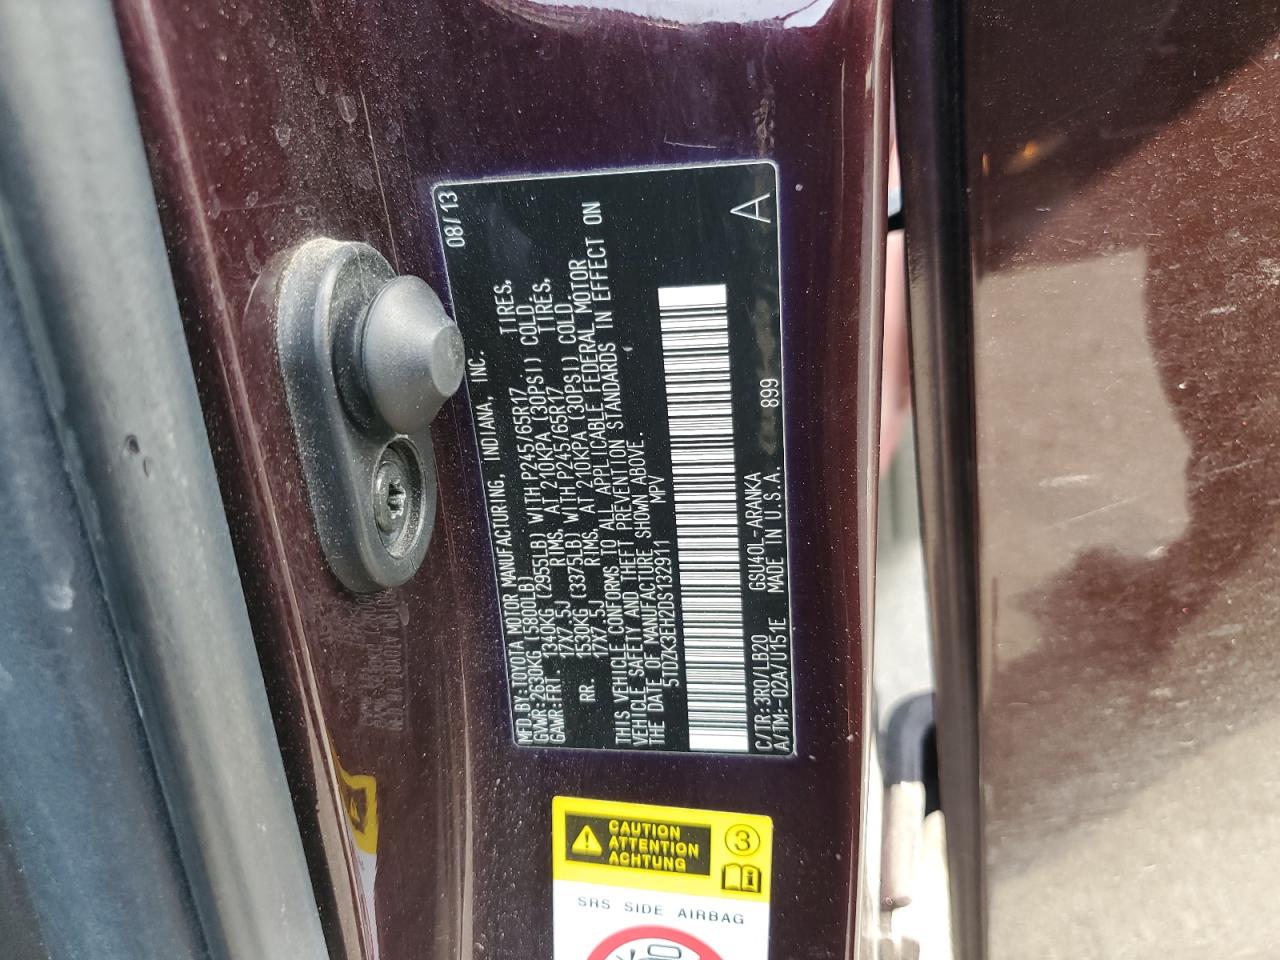 MFD.BY:TOYOTA MOTOR MANUFACTURING, INDIANA, INC. 08/13
GVWR:2630KG (5800LB)
GAWR:FRT. 1340KG (2955LB) WITH P245/65R17 TIRES,
17X7.5J RIMS, AT 210KPA (30PSI) COLD.
RR. 1530KG (3375LB) WITH P245/65R17 TIRES,
17X7.5J RIMS, AT 210KPA (30PSI) COLD.
THIS VEHICLE CONFORMS TO ALL APPLICABLE FEDERAL MOTOR
VEHICLE SAFETY AND THEFT PREVENTION STANDARDS IN EFFECT ON
THE DATE OF MANUFACTURE SHOWN ABOVE.
5TDZK3EH2DS132911 MPV
C/TR:3R0/LB20 GSU40L-ARANKA 899 A
A/TM:-02A/U151E MADE IN U.S.A.
CAUTION
ATTENTION
ACHTUNG
3
SRS SIDE AIRBAG